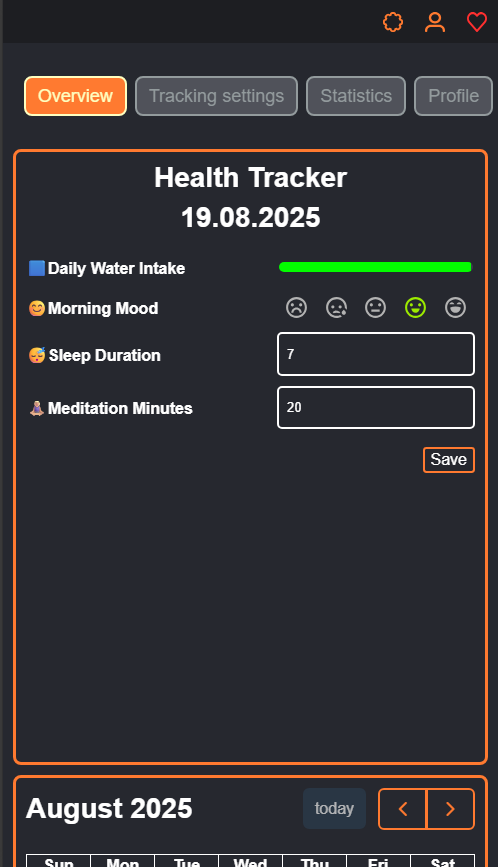 Overview Tracking settings Statistics Profile
Health Tracker
19.08.2025
Daily Water Intake
Morning Mood
Sleep Duration 7
Meditation Minutes 20
Save
August 2025 today
Sun Mon Tue Wed Thu Fri Sat